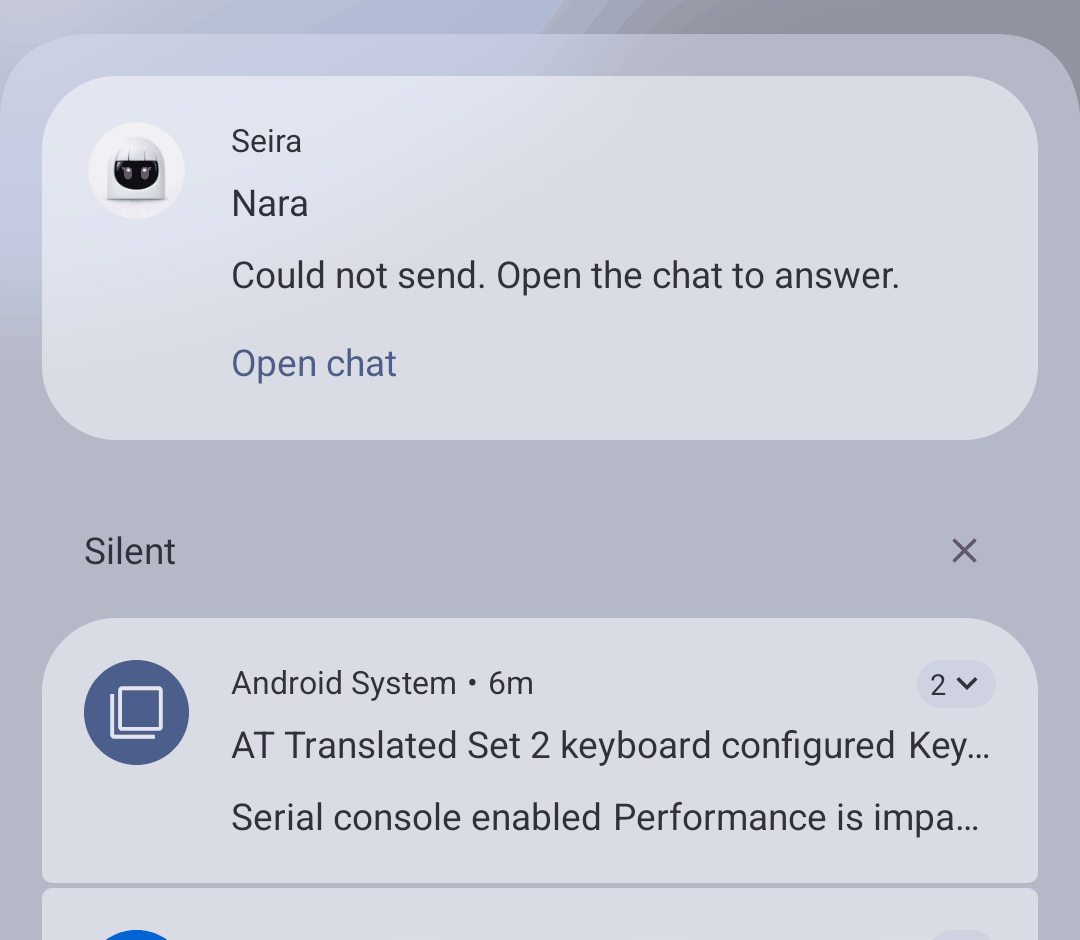 Seira
Nara
Could not send. Open the chat to answer.
Open chat
Silent
Android System • 6m
2
AT Translated Set 2 keyboard configured Key…
Serial console enabled Performance is impa…